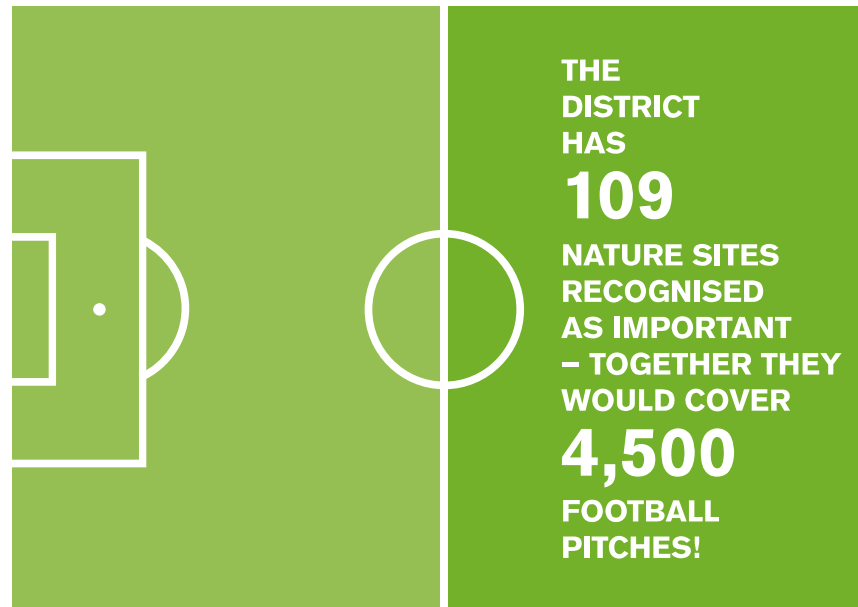 THE
DISTRICT
HAS
109
NATURE SITES
RECOGNISED
AS IMPORTANT
– TOGETHER THEY
WOULD COVER
4,500
FOOTBALL
PITCHES!